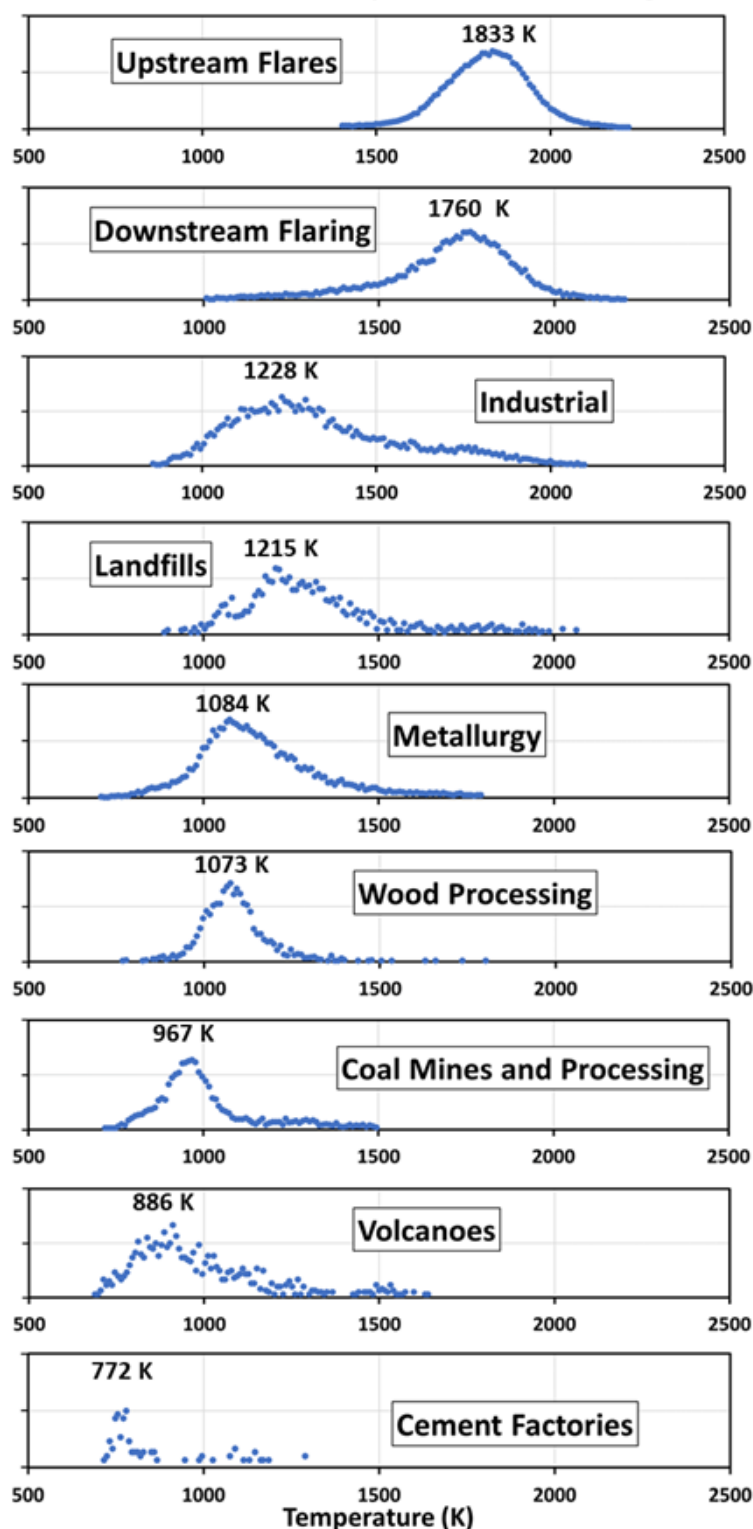 1833 K
Upstream Flares
500 1000 1500 2000 2500
1760 K
Downstream Flaring
500 1000 1500 2000 2500
1228 K
Industrial
500 1000 1500 2000 2500
1215 K
Landfills
500 1000 1500 2000 2500
1084 K
Metallurgy
500 1000 1500 2000 2500
1073 K
Wood Processing
500 1000 1500 2000 2500
967 K
Coal Mines and Processing
500 1000 1500 2000 2500
886 K
Volcanoes
500 1000 1500 2000 2500
772 K
Cement Factories
500 1000 1500 2000 2500
Temperature (K)